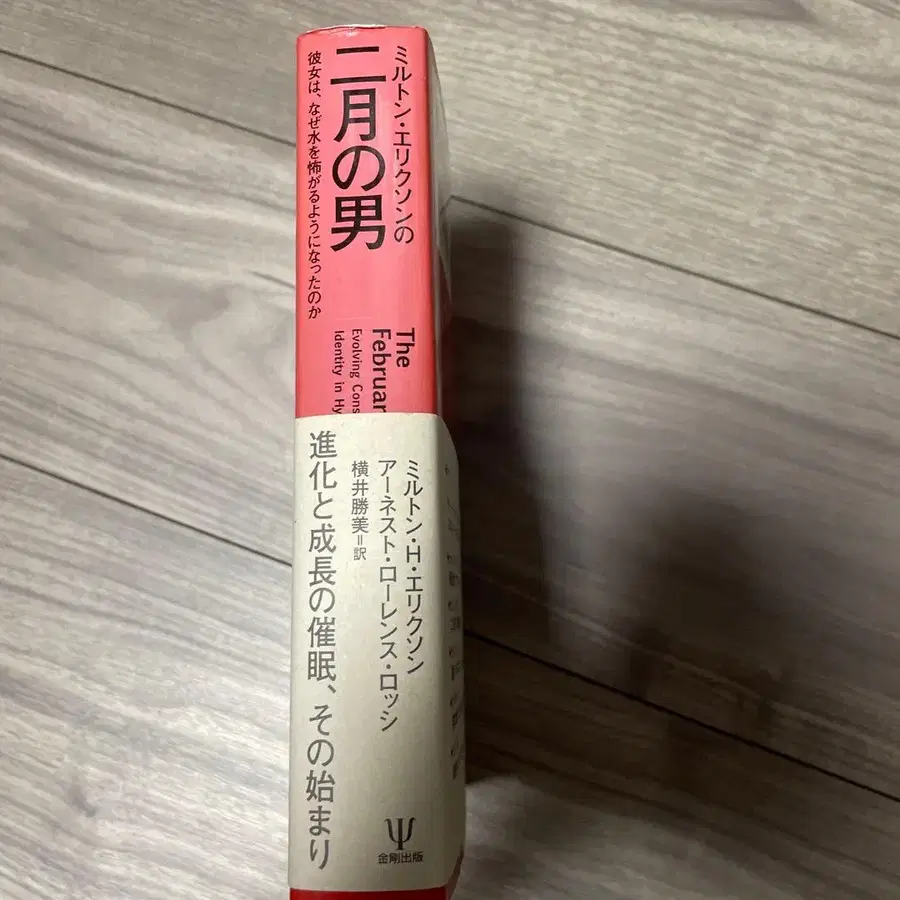 ミルトン・エリクソンの
二月の男
彼女は、なぜ水を怖がるようになったのか
The
Februar
Evolving Cons
Identity in Hy
ミルトン・H・エリクソン
アーネスト・ローレンス・ロッシ
横井勝美=訳
進化と成長の催眠、その始まり
Ψ
金剛出版